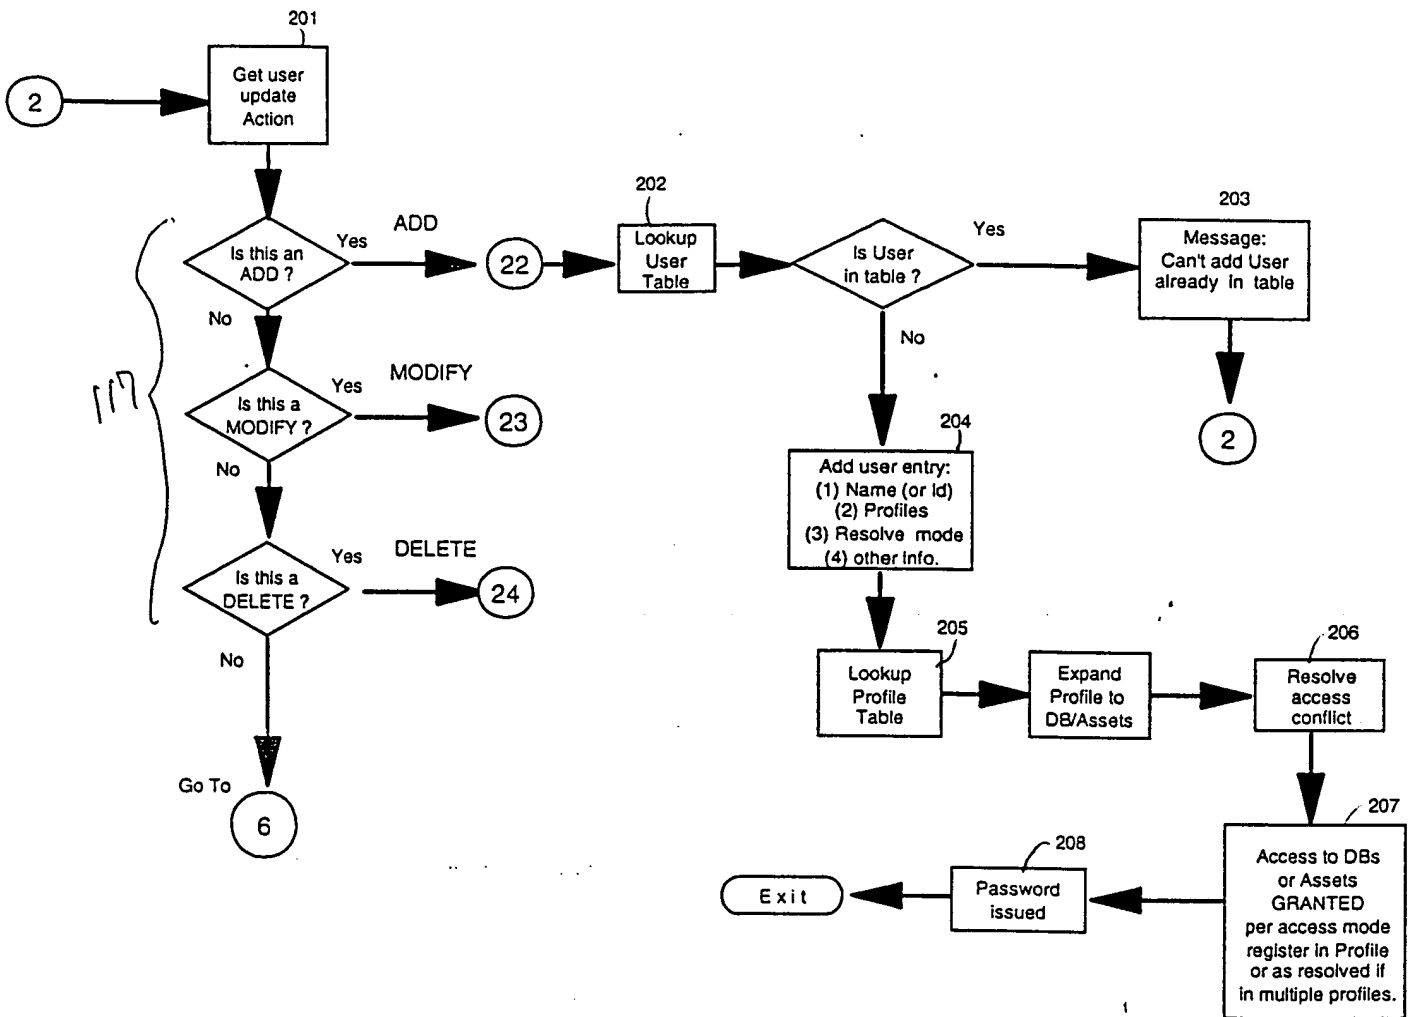 201
Get user
update
Action
2
Is this an
ADD ?
Yes
ADD
22
202
Lookup
User
Table
Is User
in table ?
Yes
203
Message:
Can't add User
already in table
2
No
No
117
Is this a
MODIFY ?
Yes
MODIFY
23
No
Is this a
DELETE ?
Yes
DELETE
24
No
Go To
6
204
Add user entry:
(1) Name (or Id)
(2) Profiles
(3) Resolve mode
(4) other info.
205
Lookup
Profile
Table
Expand
Profile to
DB/Assets
206
Resolve
access
conflict
207
Access to DBs
or Assets
GRANTED
per access mode
register in Profile
or as resolved if
in multiple profiles.
208
Password
issued
Exit